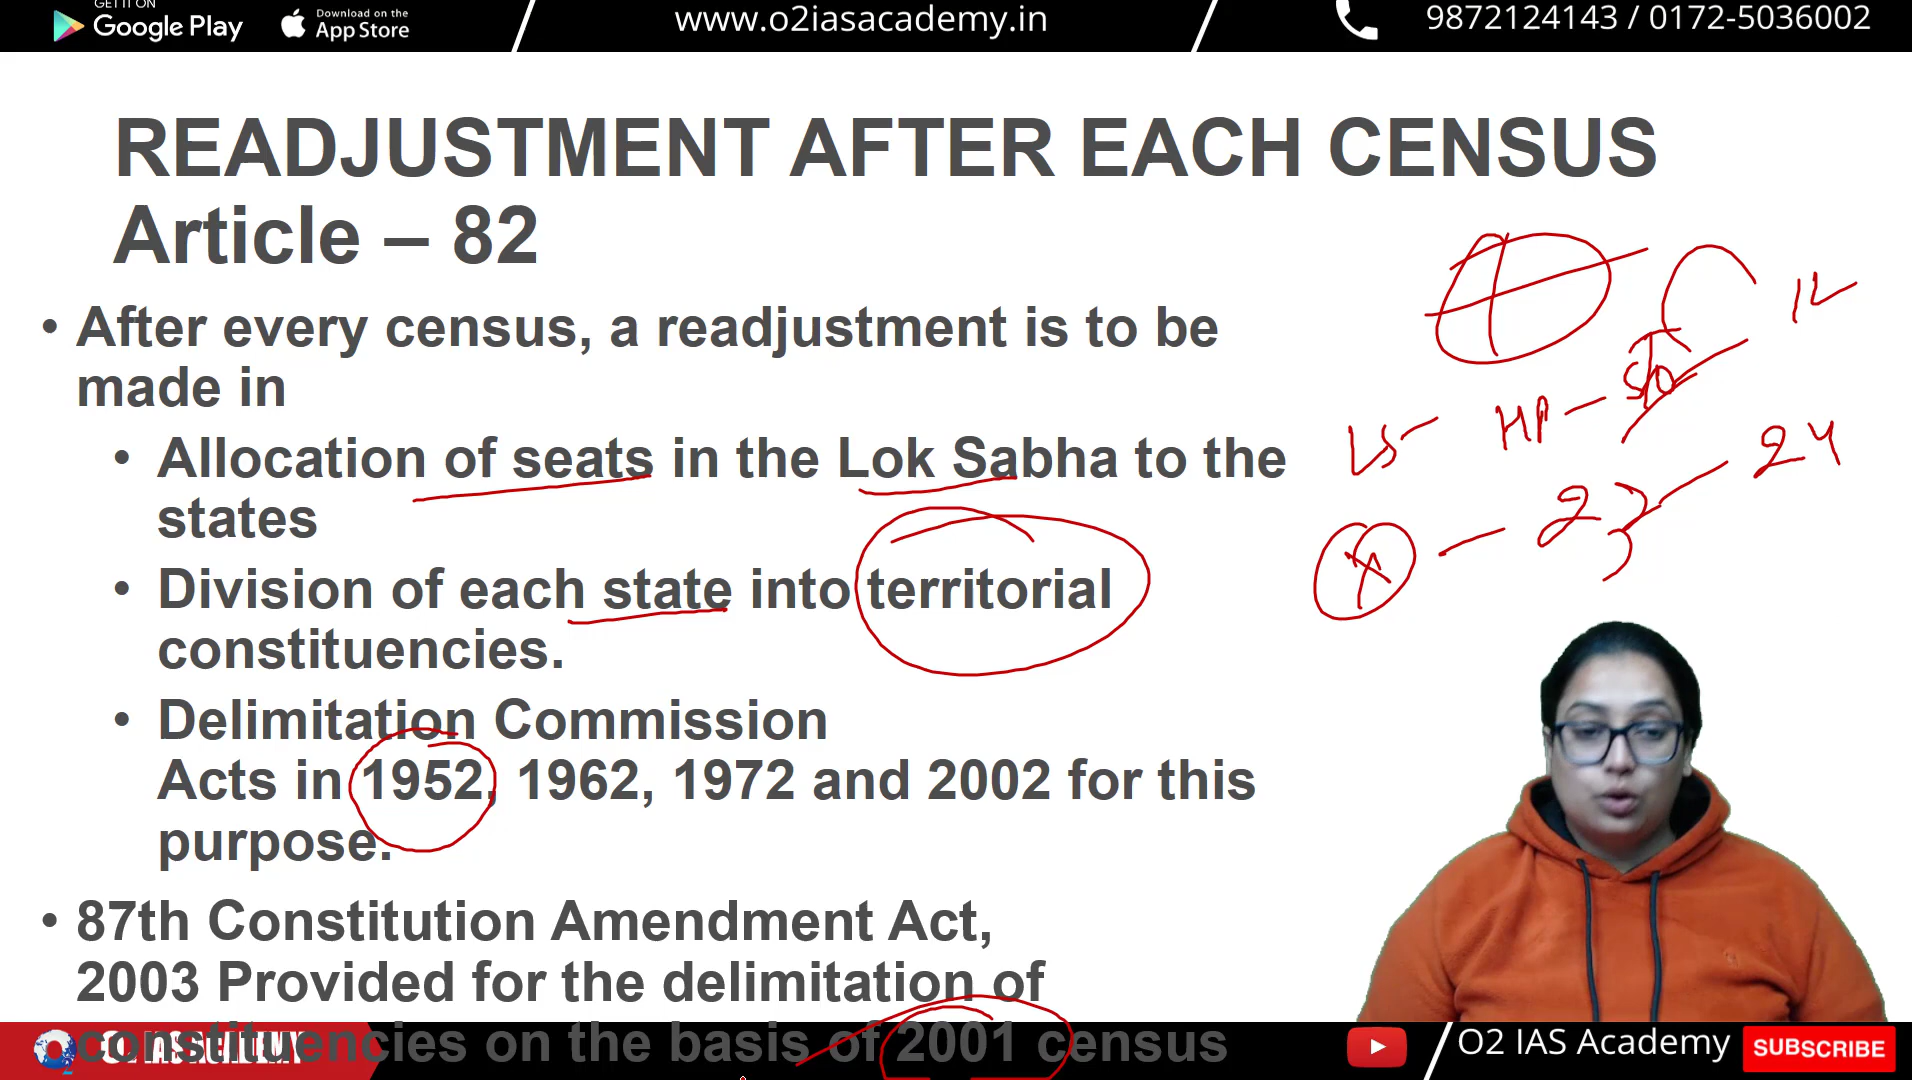 GET IT ON
Google Play
Download on the
App Store
www.o2iasacademy.in
9872124143 / 0172-5036002
READJUSTMENT AFTER EACH CENSUS
Article – 82
• After every census, a readjustment is to be
made in
• Allocation of seats in the Lok Sabha to the
states
• Division of each state into territorial
constituencies.
• Delimitation Commission
Acts in 1952, 1962, 1972 and 2002 for this
purpose.
• 87th Constitution Amendment Act,
2003 Provided for the delimitation of
constituencies on the basis of 2001 census
LS - HP - 50
24
O2 IAS Academy
SUBSCRIBE